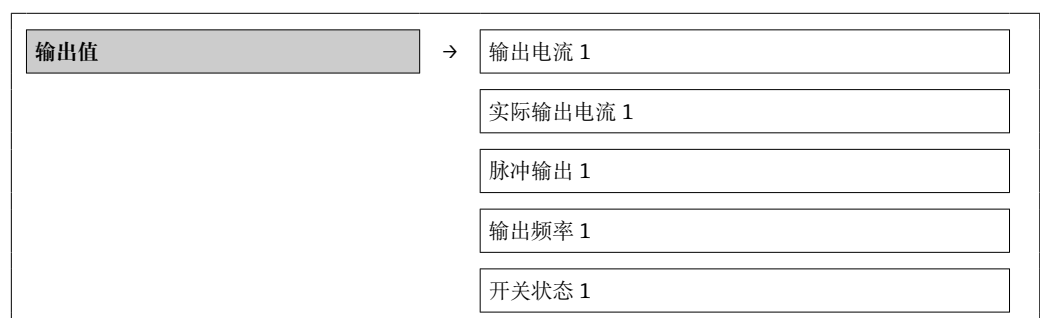 输出值 → 输出电流 1
实际输出电流 1
脉冲输出 1
输出频率 1
开关状态 1